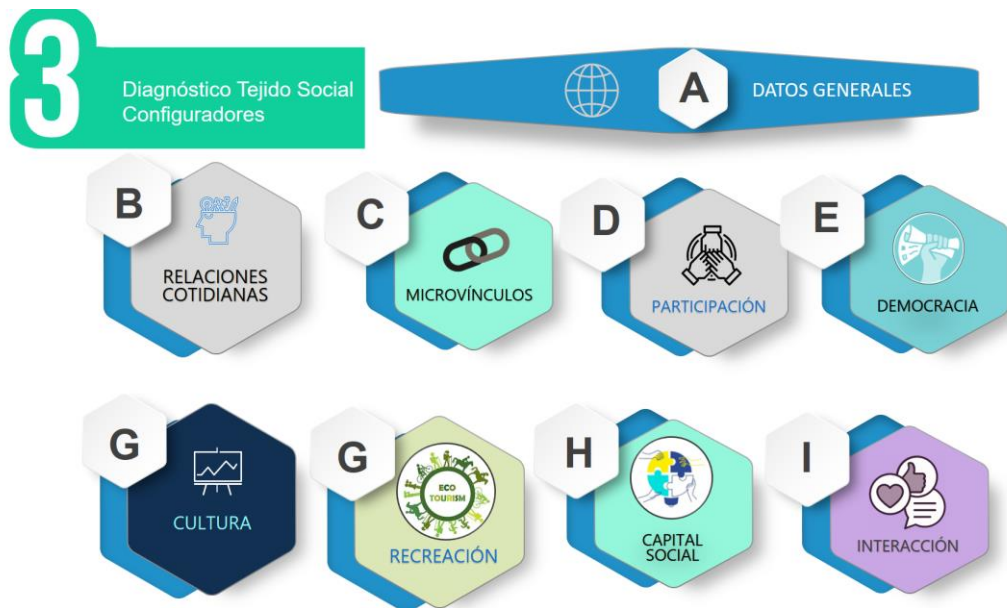 3
Diagnóstico Tejido Social
Configuradores
A
DATOS GENERALES
B
RELACIONES
COTIDIANAS
C
MICROVÍNCULOS
D
PARTICIPACIÓN
E
DEMOCRACIA
G
CULTURA
G
ECO
TOURISM
RECREACIÓN
H
CAPITAL
SOCIAL
I
INTERACCIÓN